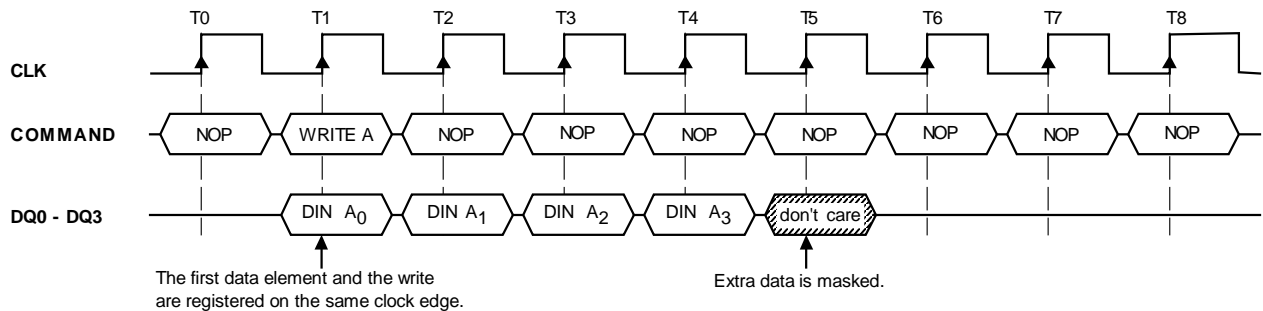 T0 T1 T2 T3 T4 T5 T6 T7 T8
CLK
COMMAND NOP WRITE A NOP NOP NOP NOP NOP NOP NOP
DQ0 - DQ3 DIN A0 DIN A1 DIN A2 DIN A3 don't care
The first data element and the write
are registered on the same clock edge.
Extra data is masked.